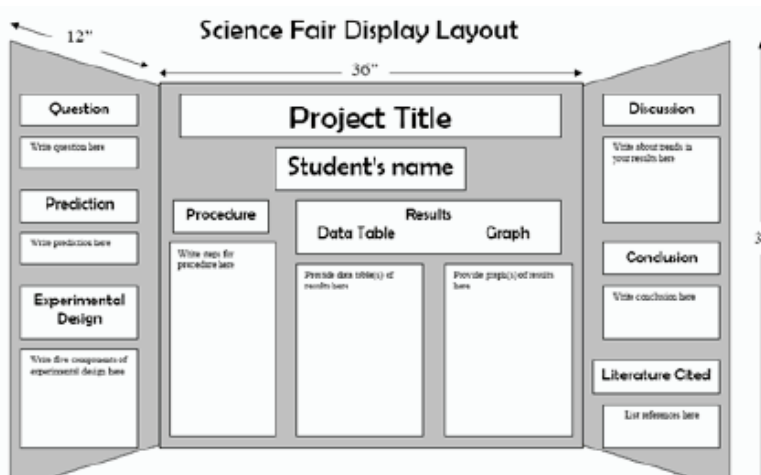 Science Fair Display Layout
12"
36"
Question
Write question here
Prediction
Write prediction here
Experimental
Design
Write five components of
experimental design here
Project Title
Student's name
Procedure
Write steps for
procedure here
Results
Data Table
Graph
Provide data table(s) of
results here
Provide graph(s) of results
here
Discussion
Write about trends in
your results here
Conclusion
Write conclusion here
Literature Cited
List references here